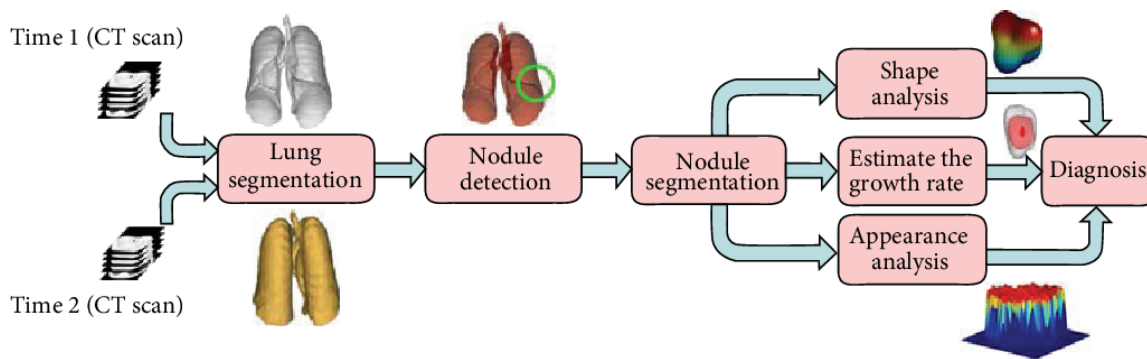 Time 1 (CT scan)
Time 2 (CT scan)
Lung
segmentation
Nodule
detection
Nodule
segmentation
Shape
analysis
Estimate the
growth rate
Appearance
analysis
Diagnosis